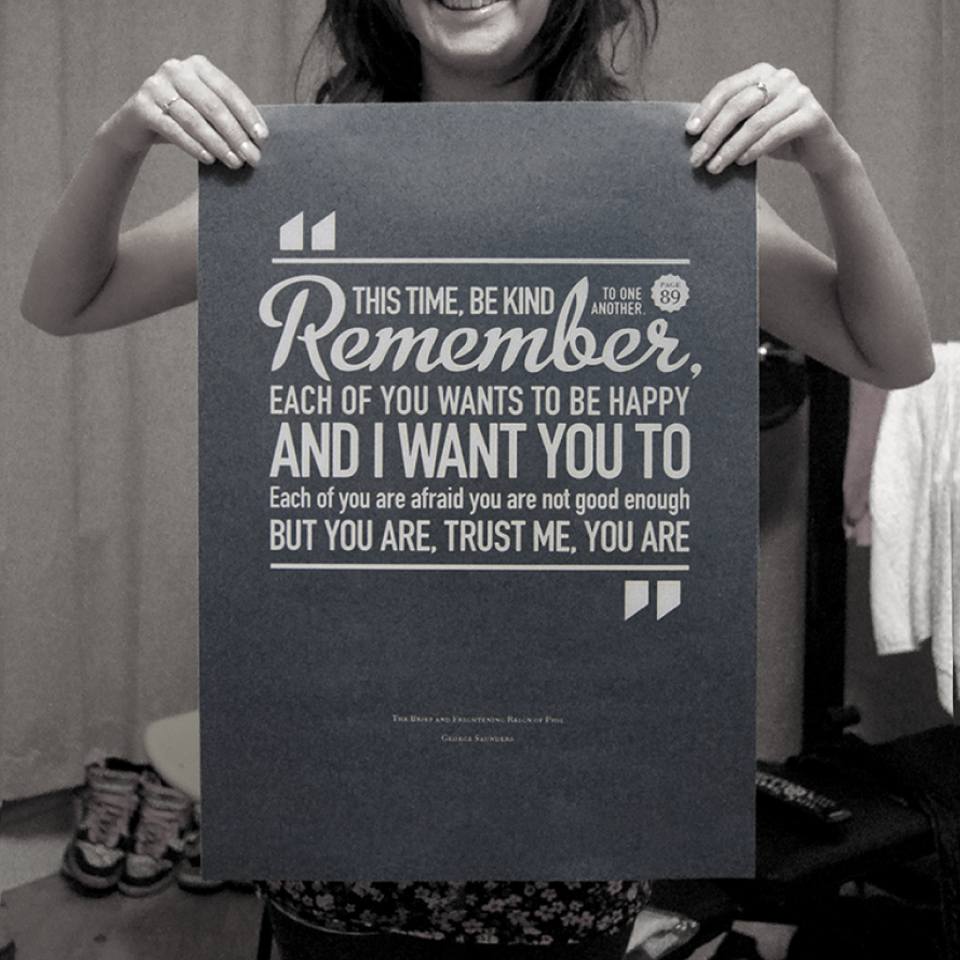 “
THIS TIME, BE KIND TO ONE ANOTHER.
PAGE 89
Remember,
EACH OF YOU WANTS TO BE HAPPY
AND I WANT YOU TO
Each of you are afraid you are not good enough
BUT YOU ARE, TRUST ME, YOU ARE
”
The Brief and Frightening Reign of Phil
George Saunders